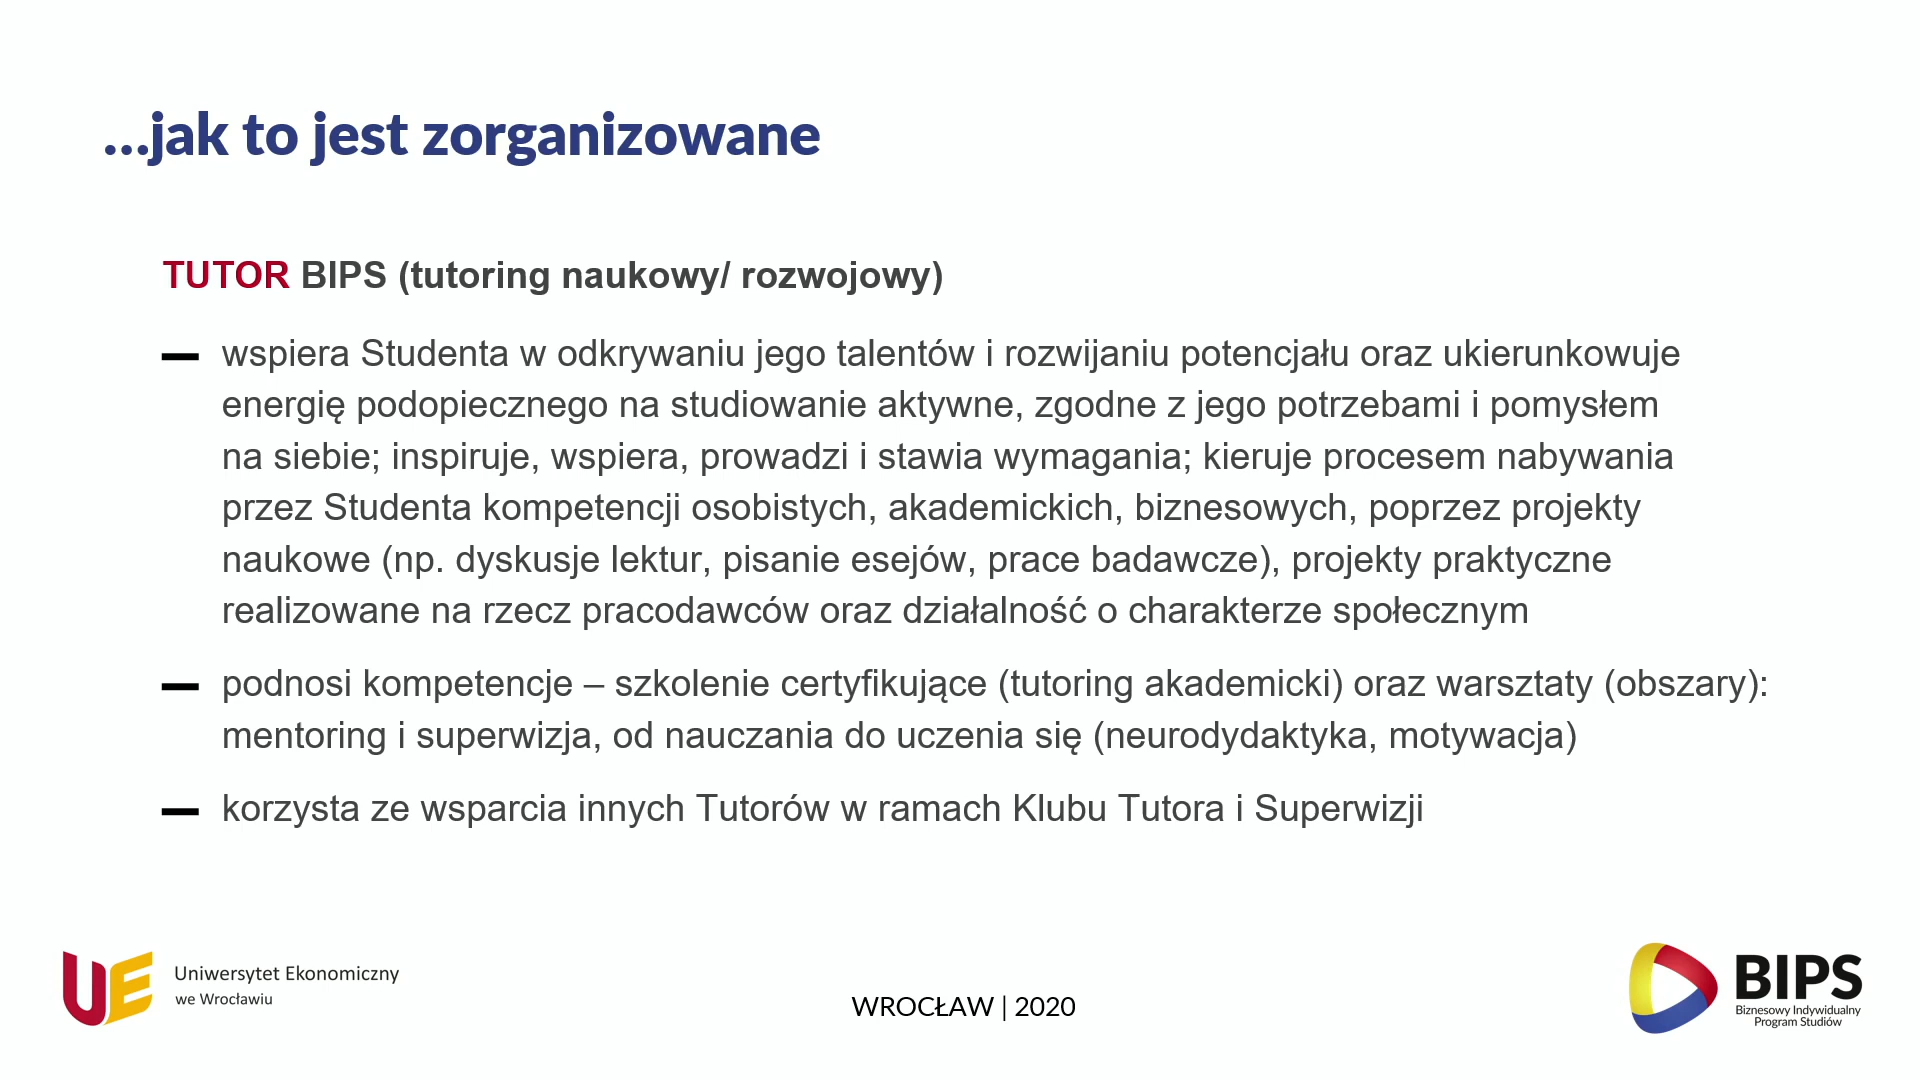 ...jak to jest zorganizowane
TUTOR BIPS (tutoring naukowy/ rozwojowy)
— wspiera Studenta w odkrywaniu jego talentów i rozwijaniu potencjału oraz ukierunkowuje
energię podopiecznego na studiowanie aktywne, zgodne z jego potrzebami i pomysłem
na siebie; inspiruje, wspiera, prowadzi i stawia wymagania; kieruje procesem nabywania
przez Studenta kompetencji osobistych, akademickich, biznesowych, poprzez projekty
naukowe (np. dyskusje lektur, pisanie esejów, prace badawcze), projekty praktyczne
realizowane na rzecz pracodawców oraz działalność o charakterze społecznym
— podnosi kompetencje – szkolenie certyfikujące (tutoring akademicki) oraz warsztaty (obszary):
mentoring i superwizja, od nauczania do uczenia się (neurodydaktyka, motywacja)
— korzysta ze wsparcia innych Tutorów w ramach Klubu Tutora i Superwizji
UE
Uniwersytet Ekonomiczny
we Wrocławiu
WROCŁAW | 2020
BIPS
Biznesowy Indywidualny
Program Studiów